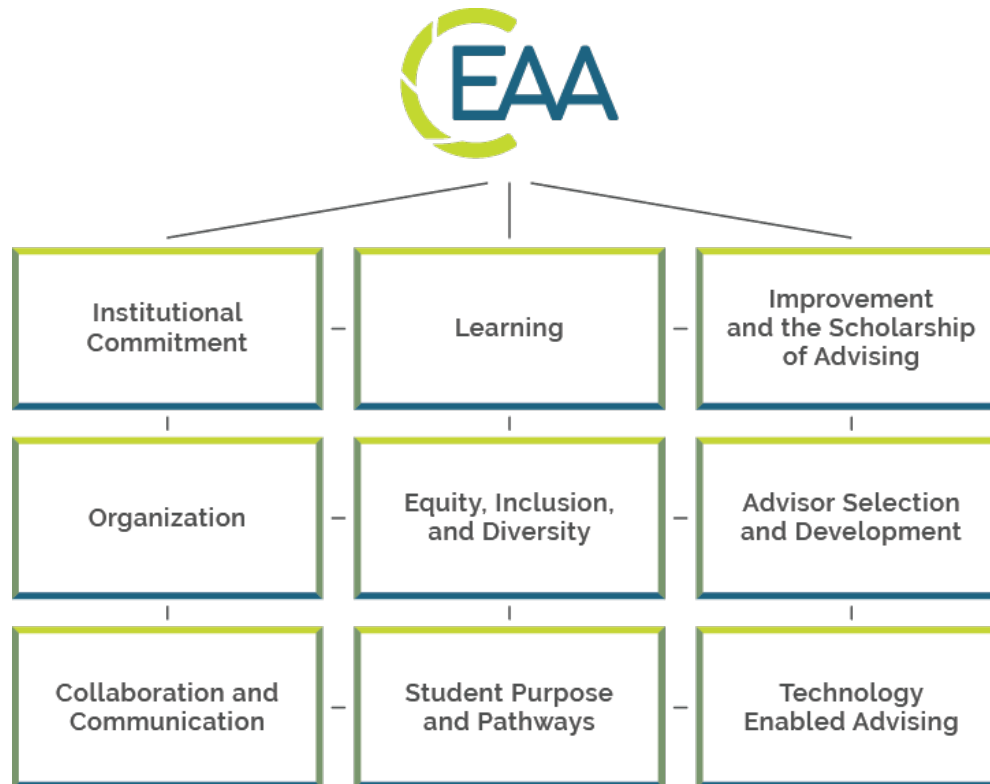 CEAA
Institutional
Commitment
Learning
Improvement
and the Scholarship
of Advising
Organization
Equity, Inclusion,
and Diversity
Advisor Selection
and Development
Collaboration and
Communication
Student Purpose
and Pathways
Technology
Enabled Advising